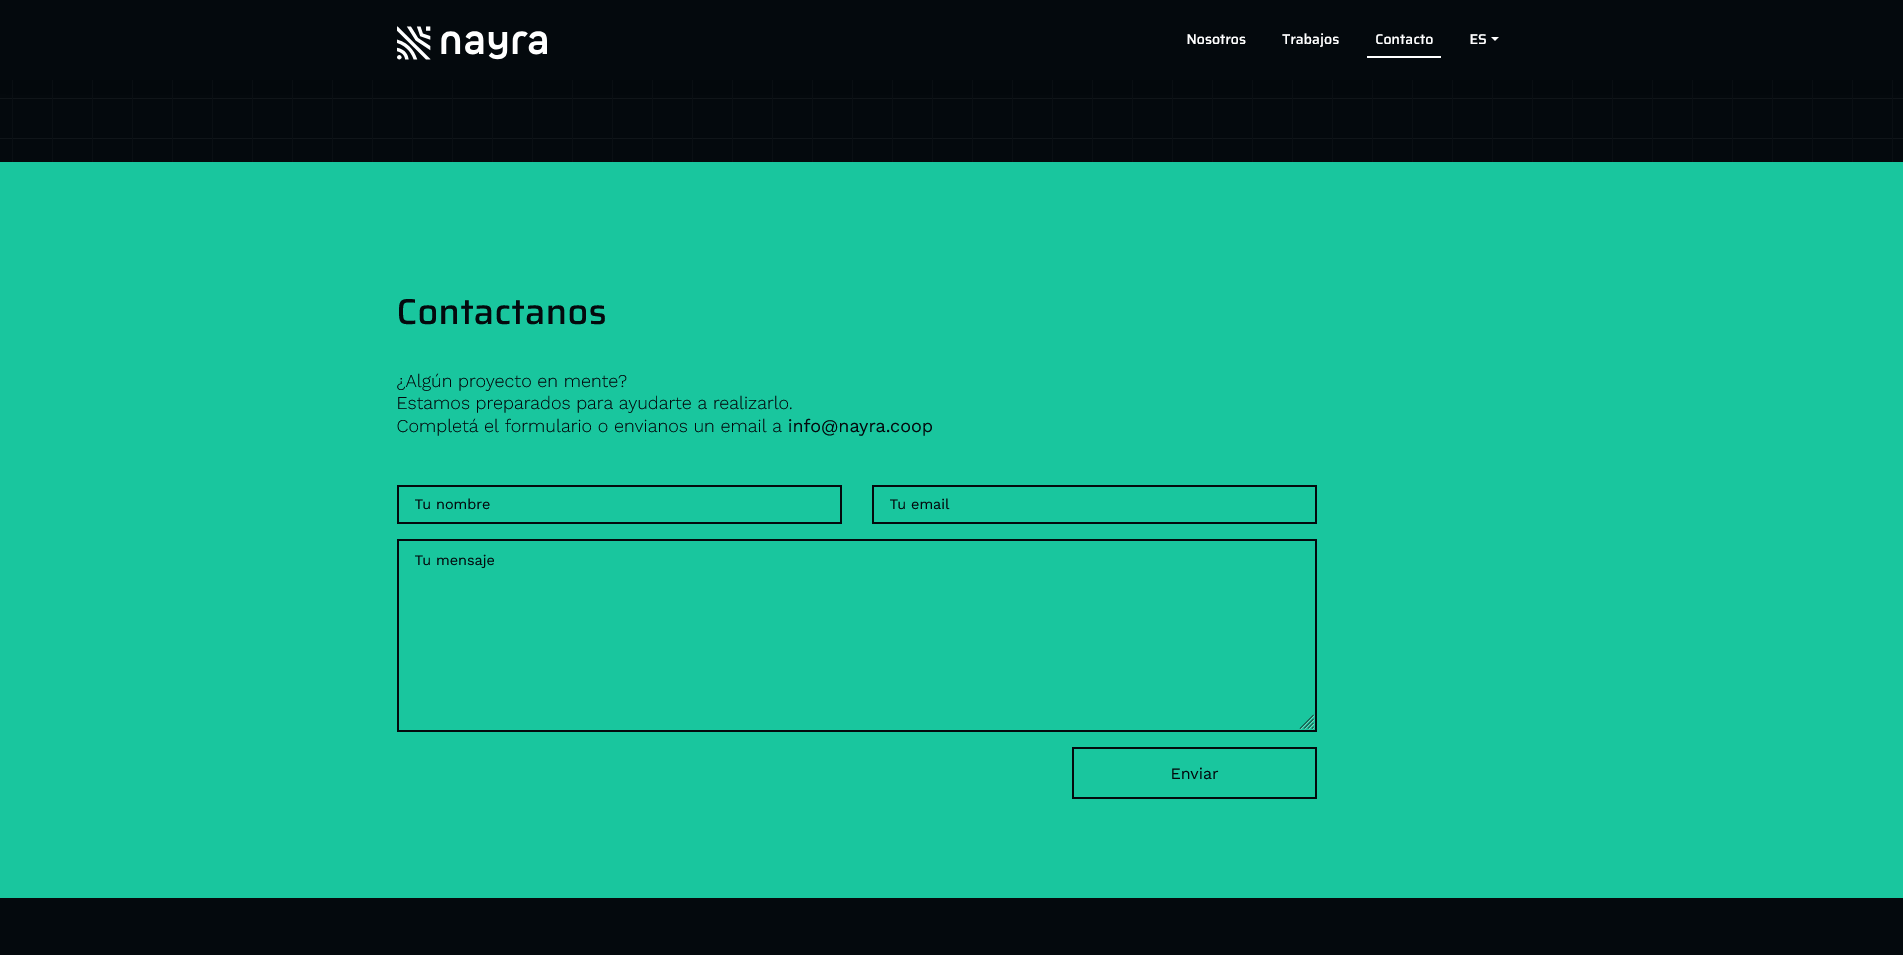 nayra
Nosotros
Trabajos
Contacto
ES
Contactanos
¿Algún proyecto en mente?
Estamos preparados para ayudarte a realizarlo.
Completá el formulario o envianos un email a info@nayra.coop
Tu nombre
Tu email
Tu mensaje
Enviar